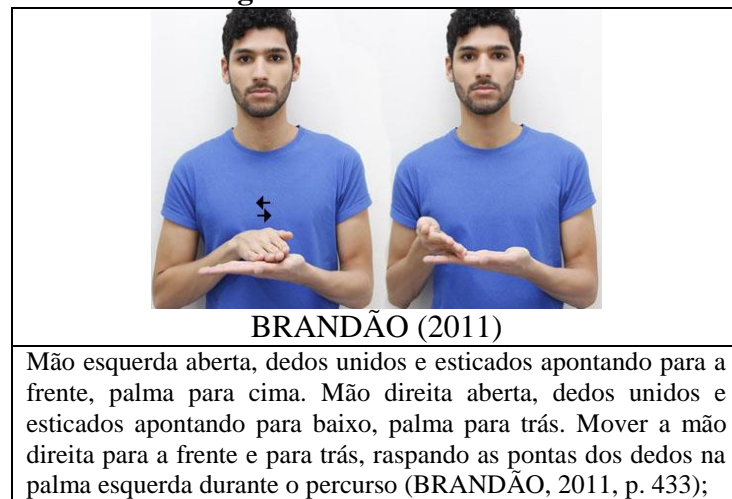 BRANDÃO (2011)
Mão esquerda aberta, dedos unidos e esticados apontando para a
frente, palma para cima. Mão direita aberta, dedos unidos e
esticados apontando para baixo, palma para trás. Mover a mão
direita para a frente e para trás, raspando as pontas dos dedos na
palma esquerda durante o percurso (BRANDÃO, 2011, p. 433);